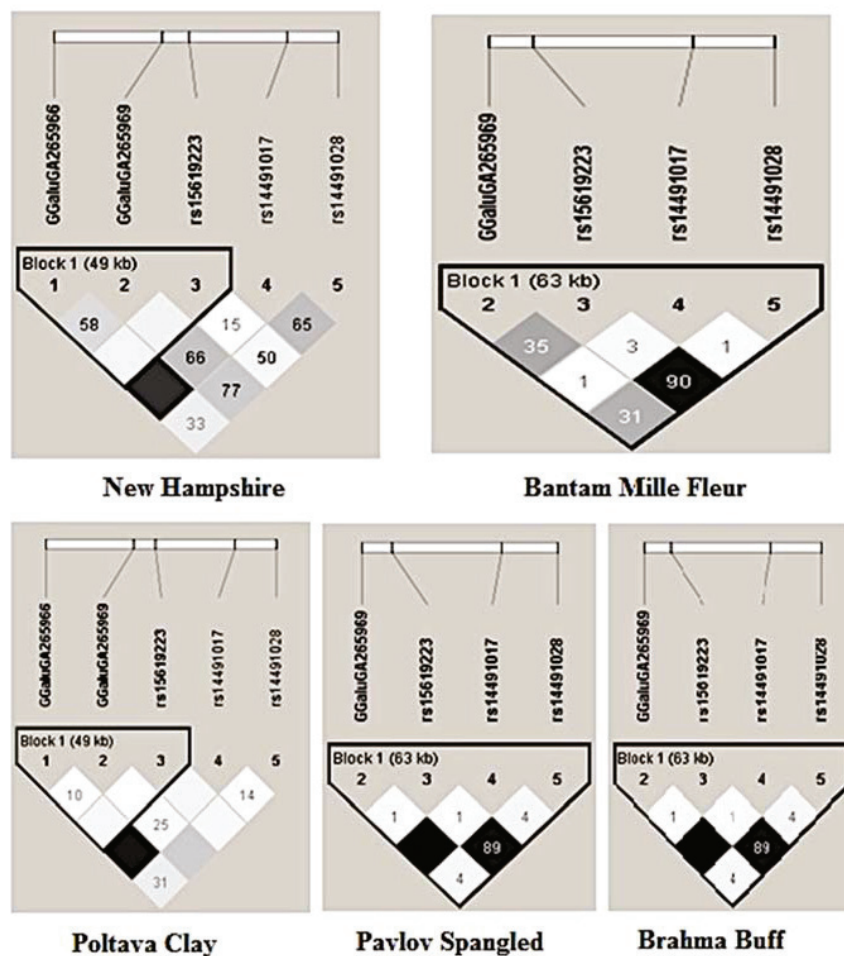 GGaluGA265966
GGaluGA265969
rs15619223
rs14491017
rs14491028
Block 1 (49 kb)
1 2 3 4 5
58 15 65
66 50
77
33
New Hampshire
GGaluGA265969
rs15619223
rs14491017
rs14491028
Block 1 (63 kb)
2 3 4 5
35 3 1
1 90
31
Bantam Mille Fleur
GGaluGA265966
GGaluGA265969
rs15619223
rs14491017
rs14491028
Block 1 (49 kb)
1 2 3 4 5
10 14
25
31
Poltava Clay
GGaluGA265969
rs15619223
rs14491017
rs14491028
Block 1 (63 kb)
2 3 4 5
1 1 4
89
4
Pavlov Spangled
GGaluGA265969
rs15619223
rs14491017
rs14491028
Block 1 (63 kb)
2 3 4 5
1 1 4
89
4
Brahma Buff